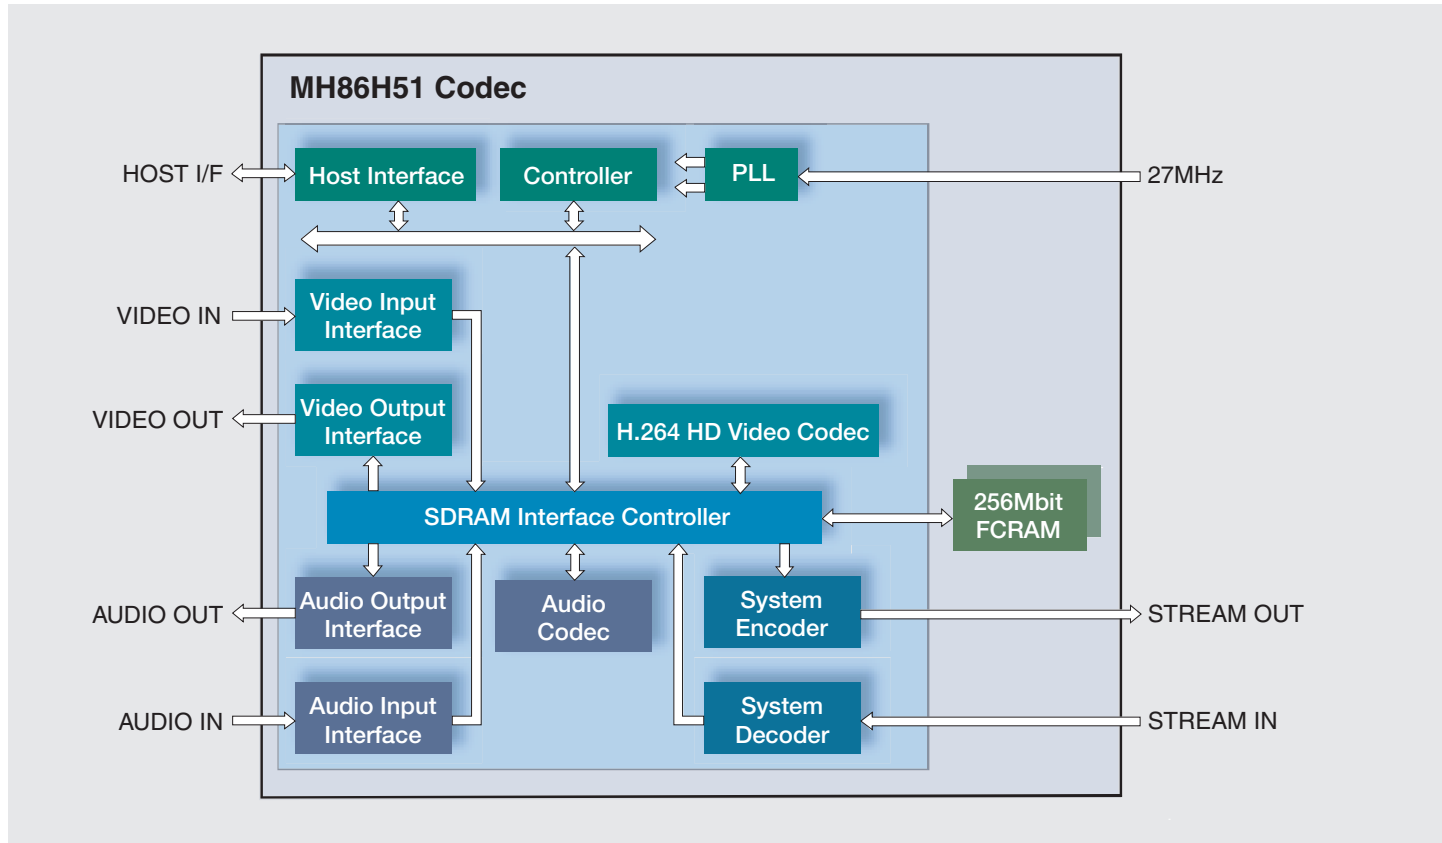 MH86H51 Codec
HOST I/F
Host Interface
Controller
PLL
27MHz
VIDEO IN
Video Input
Interface
VIDEO OUT
Video Output
Interface
H.264 HD Video Codec
SDRAM Interface Controller
256Mbit
FCRAM
AUDIO OUT
Audio Output
Interface
Audio
Codec
System
Encoder
STREAM OUT
AUDIO IN
Audio Input
Interface
System
Decoder
STREAM IN